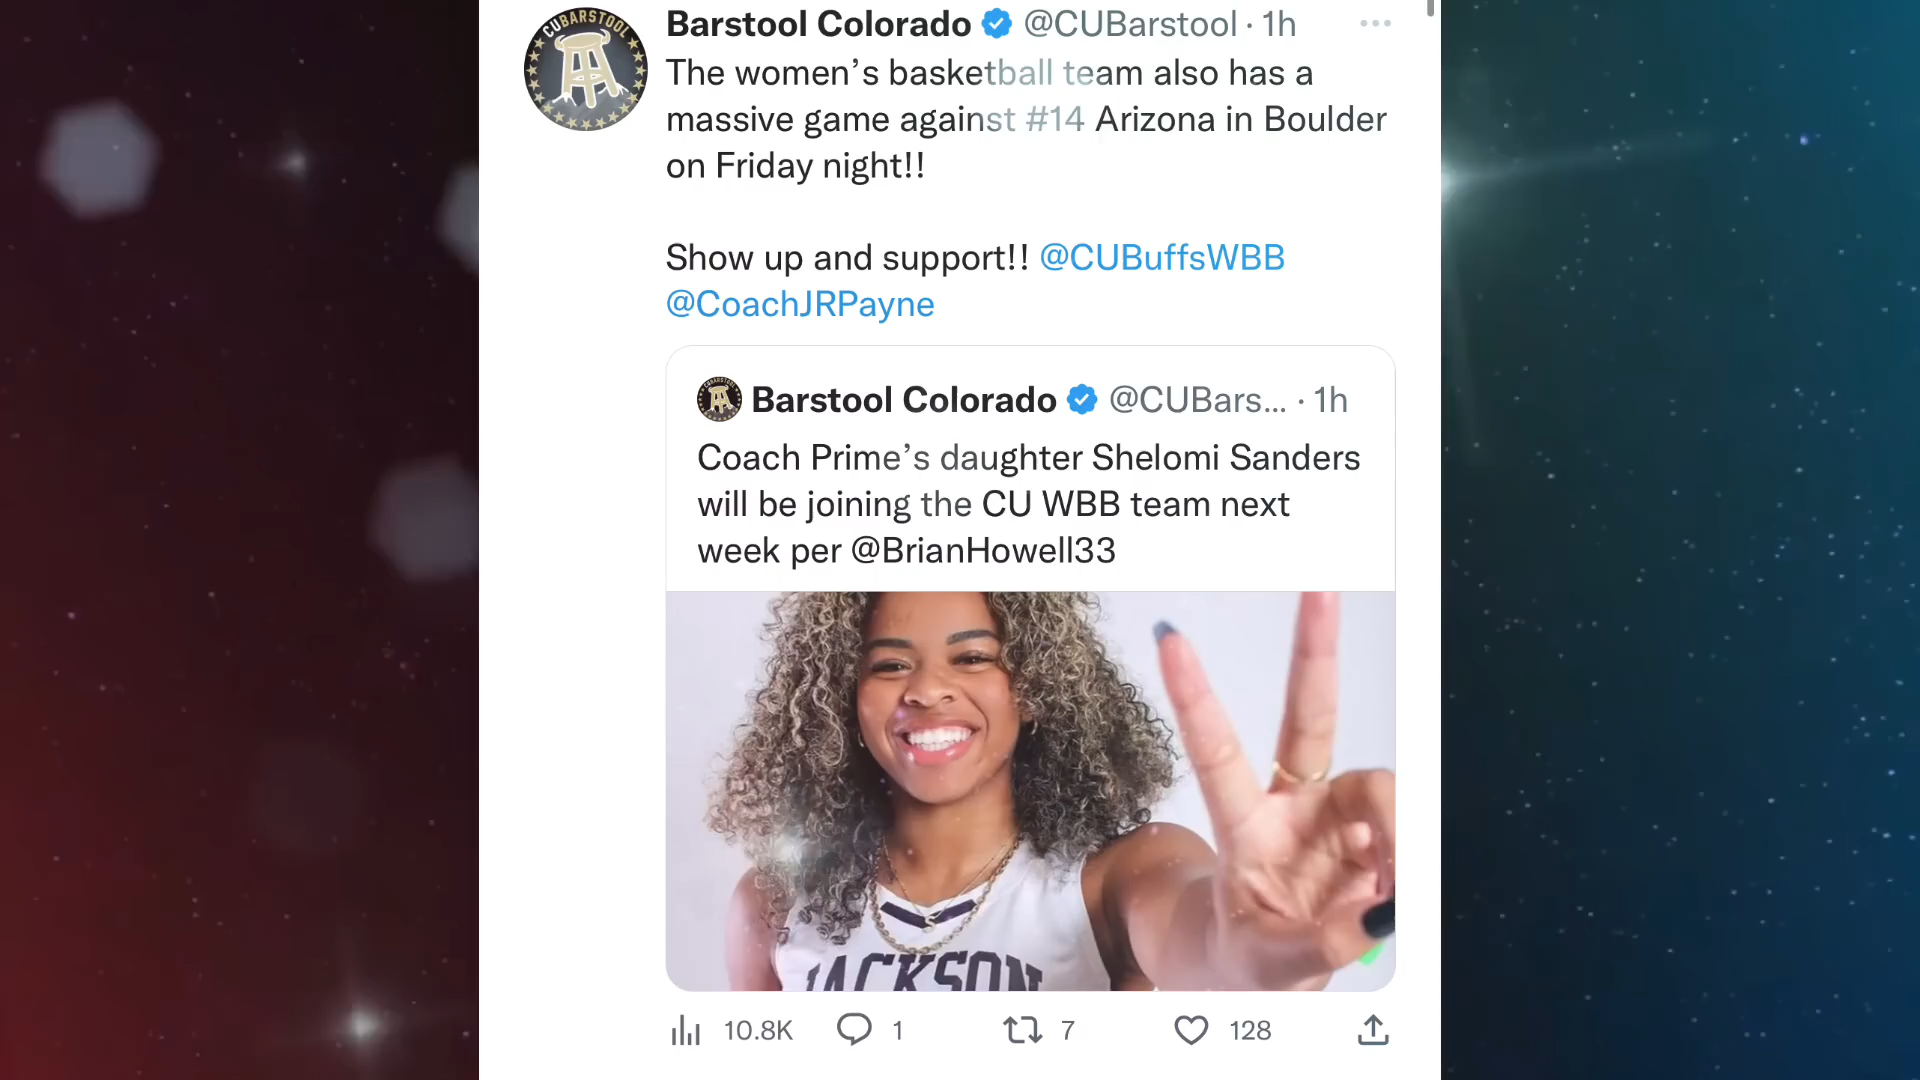 CUBARSTOOL
Barstool Colorado @CUBarstool · 1h
The women’s basketball team also has a
massive game against #14 Arizona in Boulder
on Friday night!!
Show up and support!! @CUBuffsWBB
@CoachJRPayne
Barstool Colorado @CUBars... · 1h
Coach Prime’s daughter Shelomi Sanders
will be joining the CU WBB team next
week per @BrianHowell33
JACKSON
10.8K 1 7 128